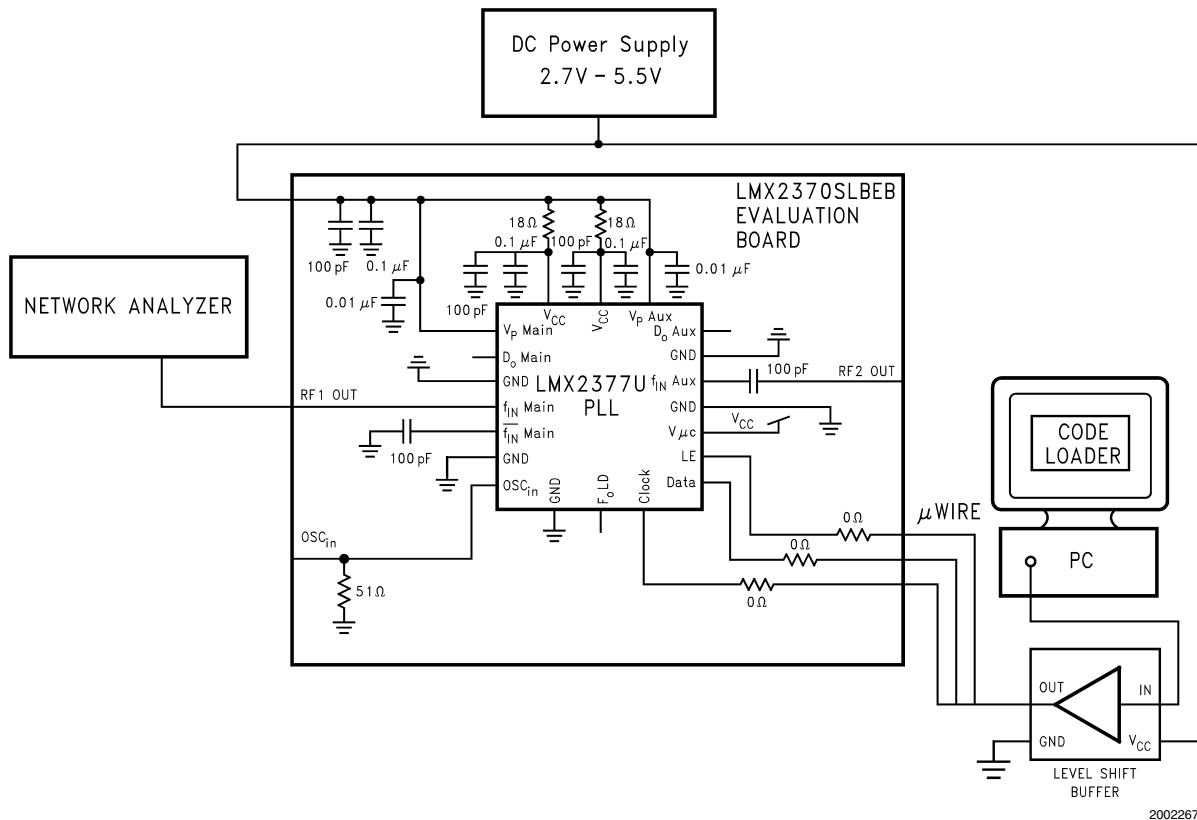 DC Power Supply
2.7V – 5.5V
LMX2370SLBEB
EVALUATION
BOARD
18Ω
18Ω
0.1 μF
100 pF
0.1 μF
100 pF
0.1 μF
0.01 μF
0.01 μF
100 pF
NETWORK ANALYZER
VCC
VCC
VP Aux
VP Main
Do Aux
Do Main
GND
GND
LMX2377U
PLL
fIN Aux
100 pF
RF2 OUT
RF1 OUT
fIN Main
GND
fIN Main
Vμc
VCC
100 pF
GND
LE
OSCin
GND
FoLD
Clock
Data
CODE
LOADER
μWIRE
0Ω
0Ω
0Ω
OSCin
51Ω
PC
OUT
IN
GND
VCC
LEVEL SHIFT
BUFFER
2002267